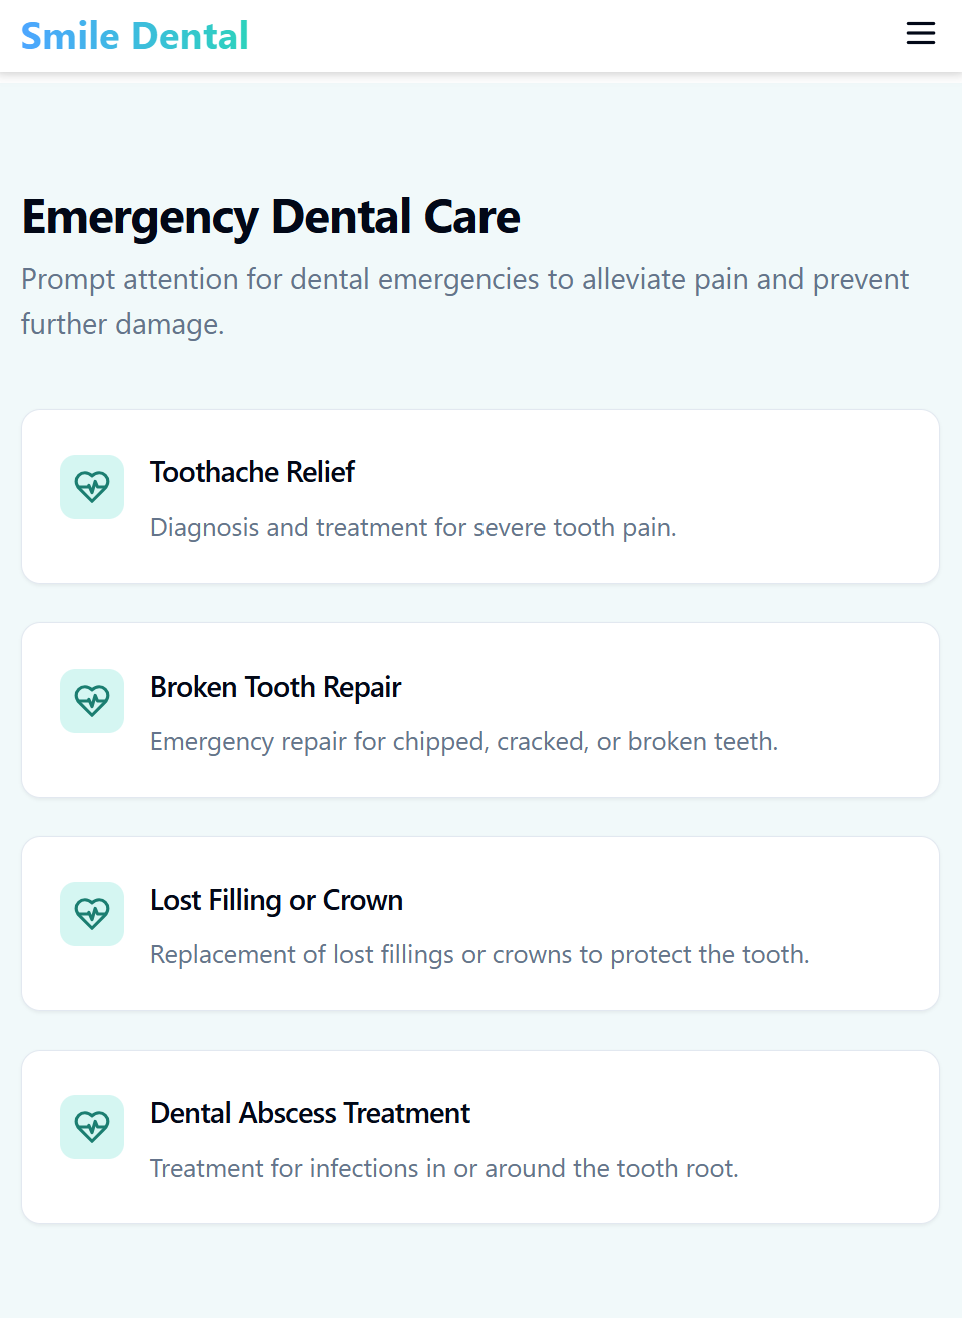 Smile Dental
Emergency Dental Care
Prompt attention for dental emergencies to alleviate pain and prevent
further damage.
Toothache Relief
Diagnosis and treatment for severe tooth pain.
Broken Tooth Repair
Emergency repair for chipped, cracked, or broken teeth.
Lost Filling or Crown
Replacement of lost fillings or crowns to protect the tooth.
Dental Abscess Treatment
Treatment for infections in or around the tooth root.